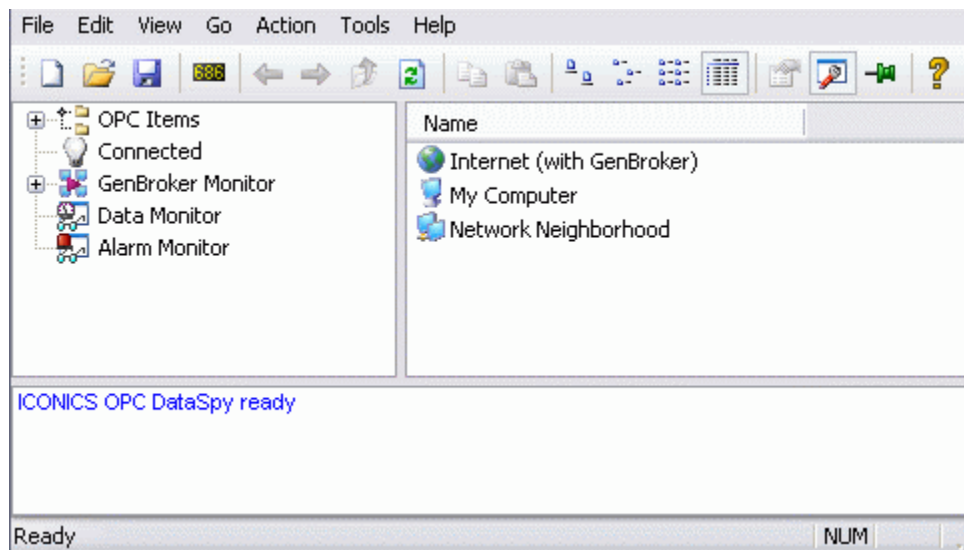 File Edit View Go Action Tools Help
686
?
OPC Items
Connected
GenBroker Monitor
Data Monitor
Alarm Monitor
Name
Internet (with GenBroker)
My Computer
Network Neighborhood
ICONICS OPC DataSpy ready
Ready
NUM